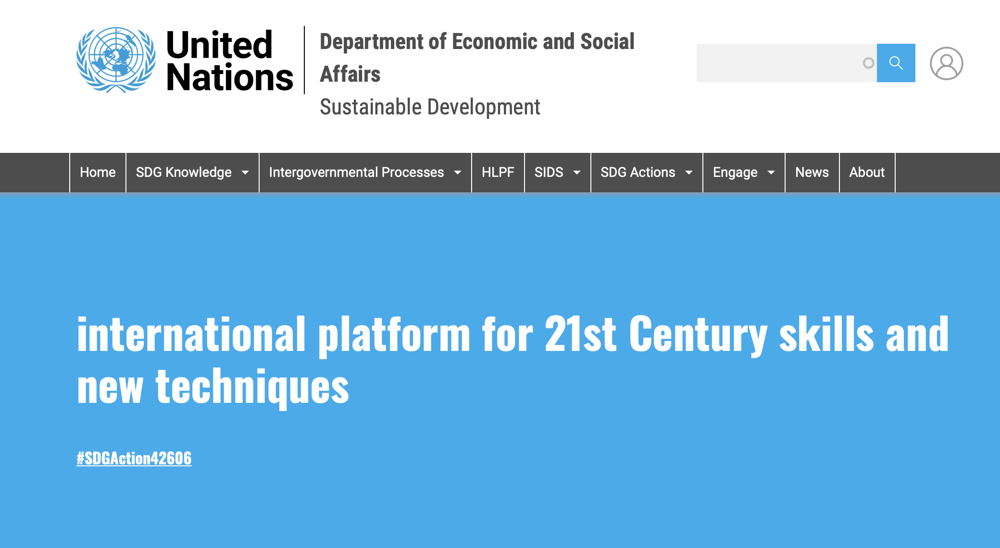 United
Nations
Department of Economic and Social
Affairs
Sustainable Development
Home SDG Knowledge Intergovernmental Processes HLPF SIDS SDG Actions Engage News About
international platform for 21st Century skills and
new techniques
#SDGAction42606